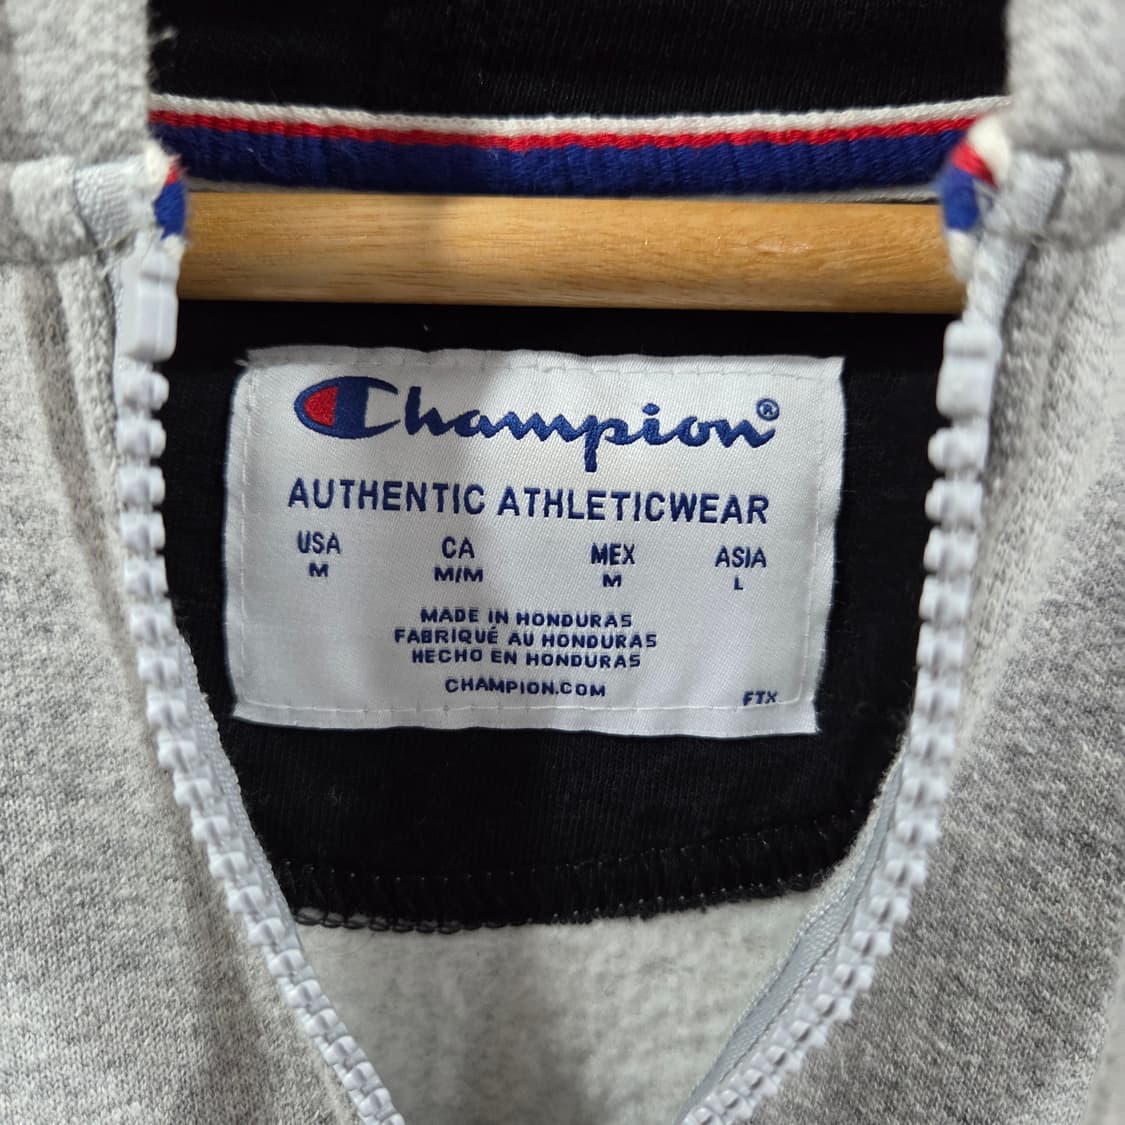 Champion®
AUTHENTIC ATHLETICWEAR
USA CA MEX ASIA
M M/M M L
MADE IN HONDURAS
FABRIQUÉ AU HONDURAS
HECHO EN HONDURAS
CHAMPION.COM
FTX